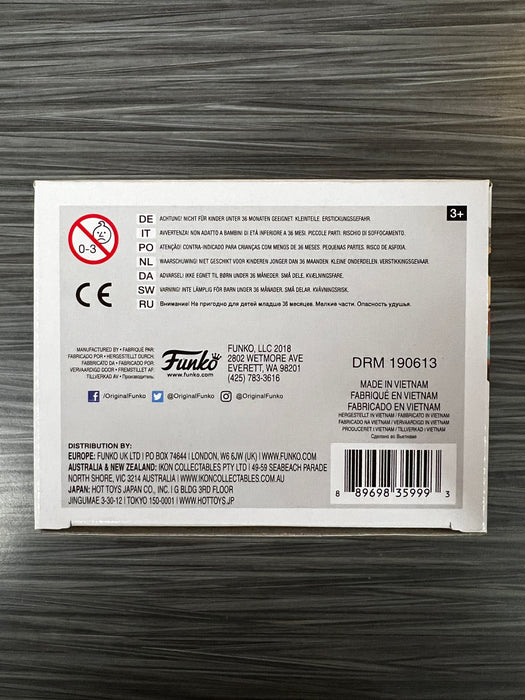 3+
0-3
DE ACHTUNG! NICHT FÜR KINDER UNTER 36 MONATEN GEEIGNET. KLEINTEILE. ERSTICKUNGSGEFAHR.
IT AVVERTENZA! NON ADATTO A BAMBINI DI ETÀ INFERIORE A 36 MESI. PICCOLE PARTI. RISCHIO DI SOFFOCAMENTO.
PO ATENÇÃO! CONTRA-INDICADO PARA CRIANÇAS COM MENOS DE 36 MESES. PEQUENAS PARTES. RISCO DE ASFIXIA.
NL WAARSCHUWING! NIET GESCHIKT VOOR KINDEREN JONGER DAN 36 MAANDEN. KLEINE ONDERDELEN. VERSTIKKINGSGEVAAR.
DA ADVARSEL! IKKE EGNET TIL BØRN UNDER 36 MÅNEDER. SMÅ DELE. KVÆLNINGSFARE.
SW VARNING! INTE LÄMPLIG FÖR BARN UNDER 36 MÅNADER. SMÅ DELAR. KVÄVNINGSRISK.
RU Внимание! Не пригодно для детей младше 36 месяцев. Мелкие части. Опасность удушья.
CE
MANUFACTURED BY • FABRIQUÉ PAR:
FABRICADO POR • HERGESTELLT DURCH:
FABBRICATO DA • FABRICADO POR:
VERVAARDIGD DOOR • FREMSTILLET AF:
TILLVERKAD AV • Производитель:
Funko
www.funko.com
FUNKO, LLC 2018
2802 WETMORE AVE
EVERETT, WA 98201
(425) 783-3616
/OriginalFunko @OriginalFunko @OriginalFunko
DRM 190613
MADE IN VIETNAM
FABRIQUÉ EN VIETNAM
FABRICADO EN VIETNAM
HERGESTELLT IN VIETNAM / FABBRICATO IN VIETNAM
FABRICADO NA VIETNAM / VERVAARDIGD IN VIETNAM
PRODUCERET I VIETNAM / TILLVERKAD I VIETNAM
Сделано во Вьетнаме
DISTRIBUTION BY:
EUROPE: FUNKO UK LTD | PO BOX 74644 | LONDON, W6 6JW (UK) | WWW.FUNKO.COM
AUSTRALIA & NEW ZEALAND: IKON COLLECTABLES PTY LTD | 49-59 SEABEACH PARADE
NORTH SHORE, VIC 3214 AUSTRALIA | WWW.IKONCOLLECTABLES.COM.AU
JAPAN: HOT TOYS JAPAN CO., INC. | G BLDG 3RD FLOOR
JINGUMAE 3-30-12 | TOKYO 150-0001 | WWW.HOTTOYS.JP
8 89698 35999 3